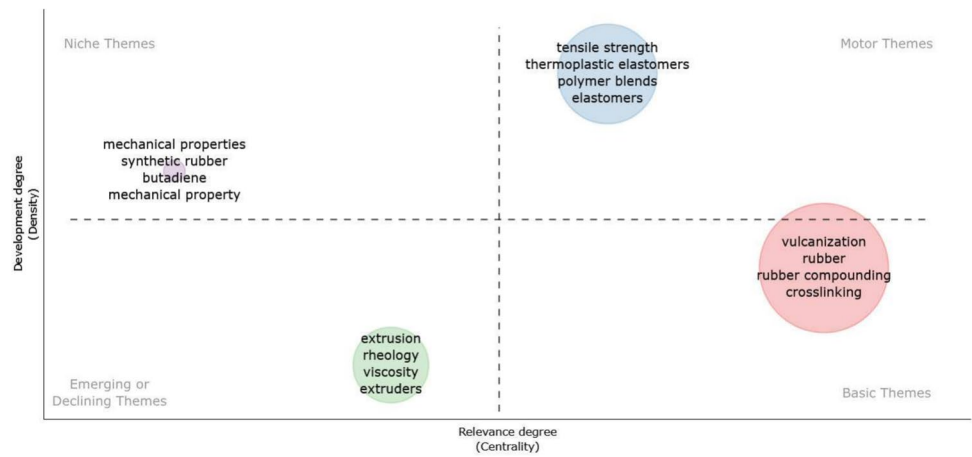 Niche Themes
Motor Themes
tensile strength
thermoplastic elastomers
polymer blends
elastomers
mechanical properties
synthetic rubber
butadiene
mechanical property
Development degree
(Density)
vulcanization
rubber
rubber compounding
crosslinking
extrusion
rheology
viscosity
extruders
Emerging or
Declining Themes
Basic Themes
Relevance degree
(Centrality)